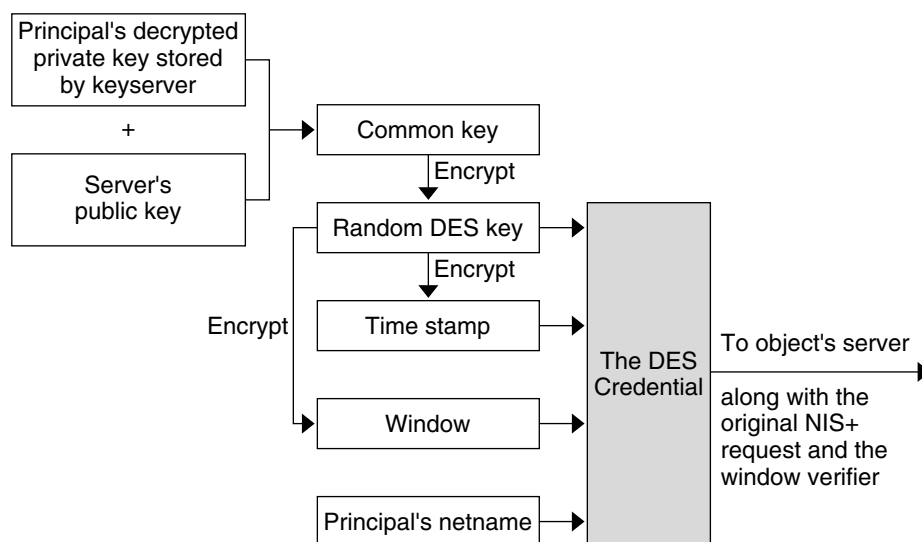 Principal's decrypted
private key stored
by keyserver
+
Server's
public key
Common key
Encrypt
Random DES key
Encrypt
Encrypt
Time stamp
Window
Principal's netname
The DES
Credential
To object's server
along with the
original NIS+
request and the
window verifier